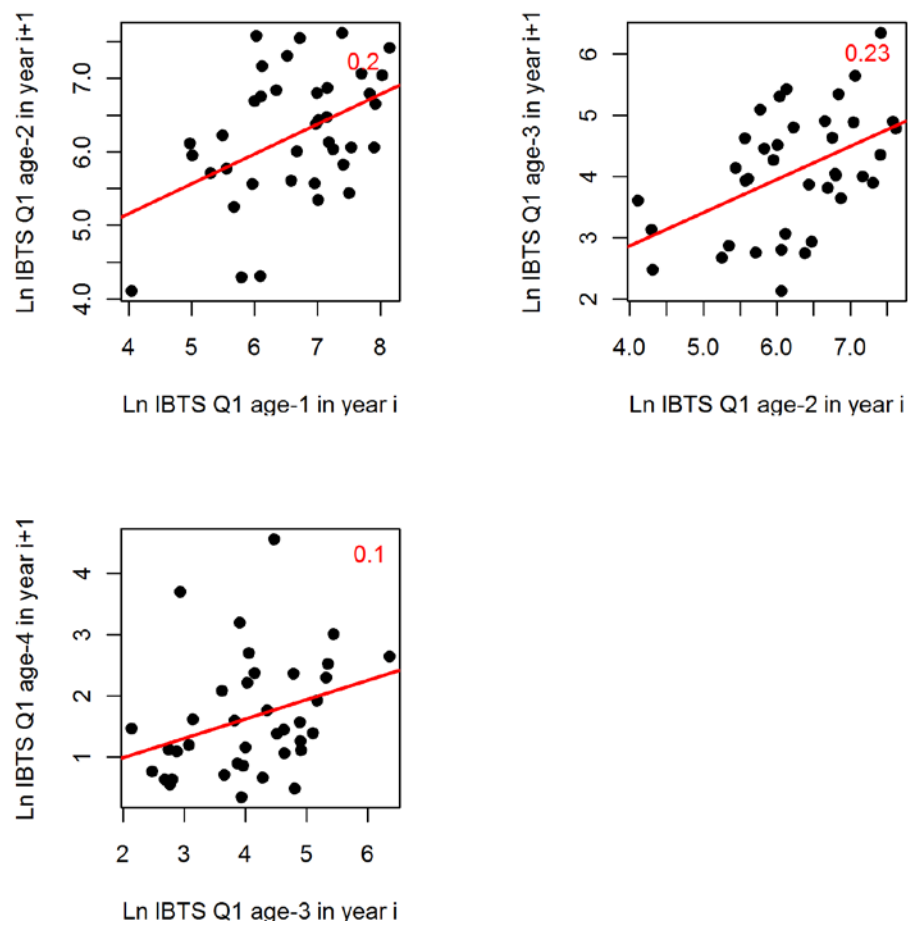 Ln IBTS Q1 age-2 in year i+1
4.0 5.0 6.0 7.0
0.2
4 5 6 7 8
Ln IBTS Q1 age-1 in year i
Ln IBTS Q1 age-3 in year i+1
2 3 4 5 6
0.23
4.0 5.0 6.0 7.0
Ln IBTS Q1 age-2 in year i
Ln IBTS Q1 age-4 in year i+1
1 2 3 4
0.1
2 3 4 5 6
Ln IBTS Q1 age-3 in year i